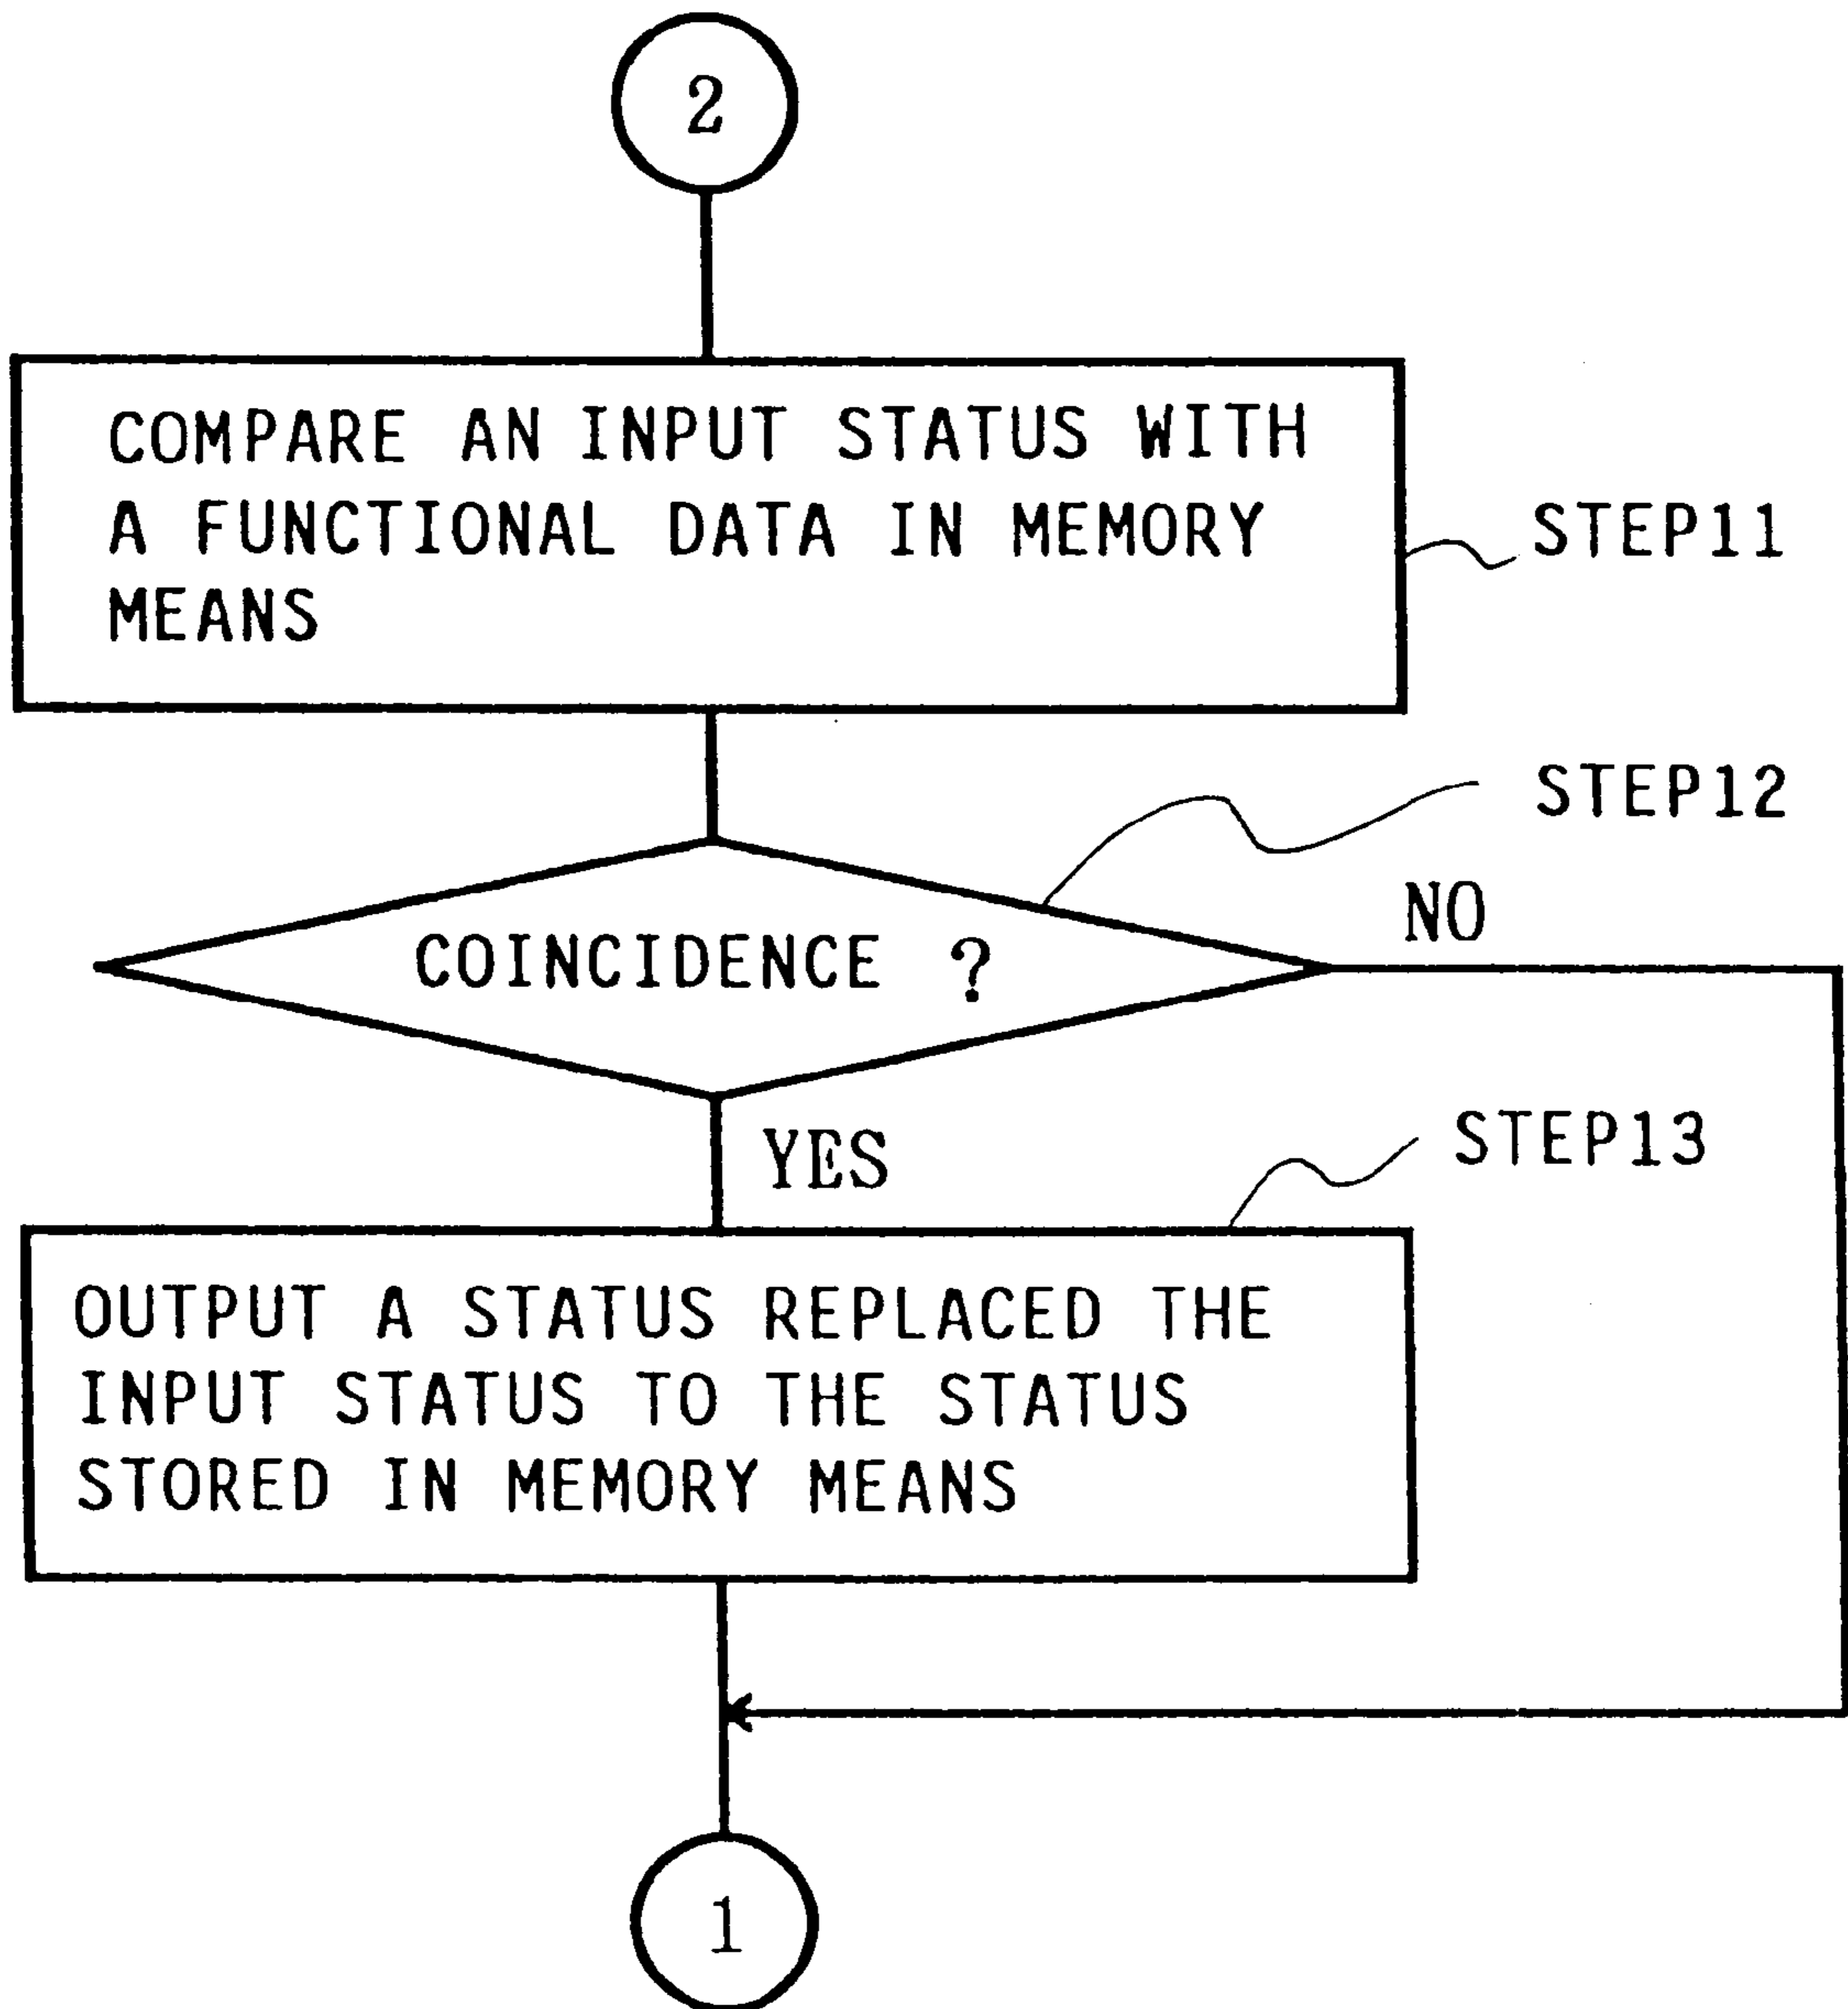 2
COMPARE AN INPUT STATUS WITH
A FUNCTIONAL DATA IN MEMORY
MEANS
STEP11
STEP12
NO
COINCIDENCE ?
YES
STEP13
OUTPUT A STATUS REPLACED THE
INPUT STATUS TO THE STATUS
STORED IN MEMORY MEANS
1